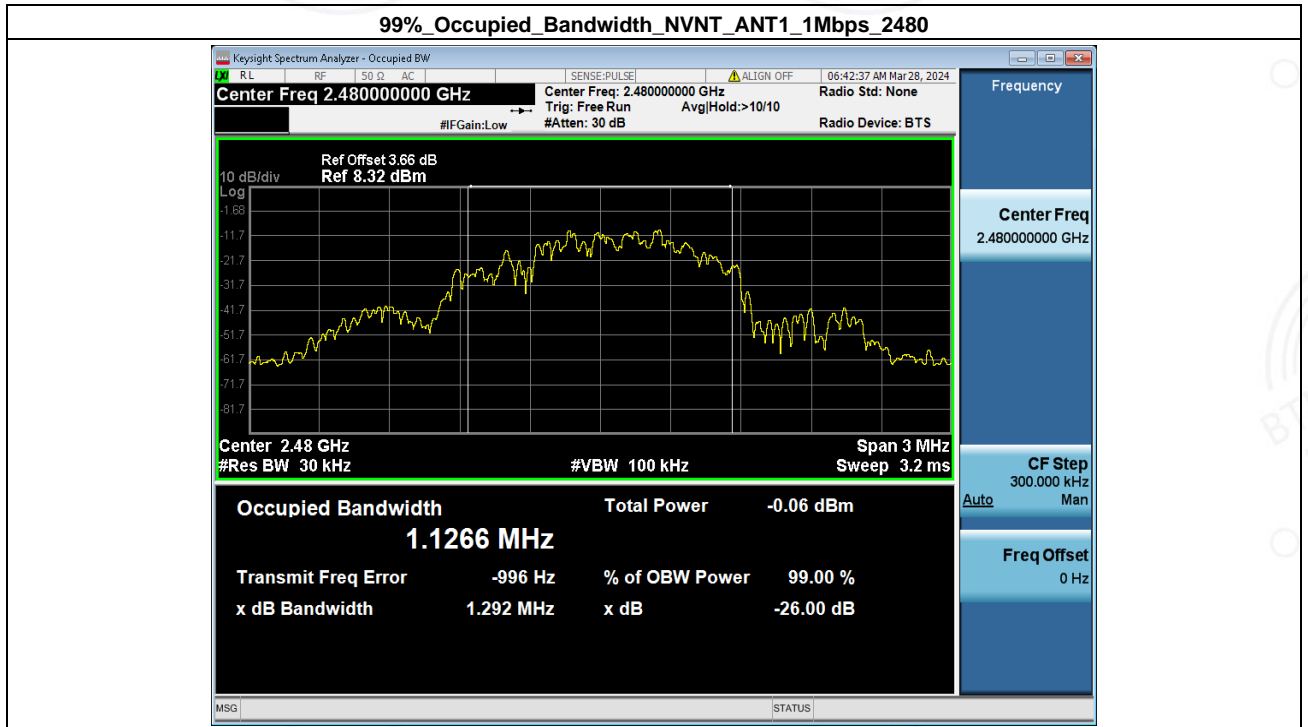 99%_Occupied_Bandwidth_NVNT_ANT1_1Mbps_2480
Keysight Spectrum Analyzer - Occupied BW
LXI RL RF 50 Ω AC SENSE:PULSE ALIGN OFF 06:42:37 AM Mar 28, 2024
Center Freq 2.480000000 GHz Center Freq: 2.480000000 GHz Radio Std: None
Trig: Free Run Avg|Hold:>10/10
#IFGain:Low #Atten: 30 dB Radio Device: BTS
Ref Offset 3.66 dB
10 dB/div Ref 8.32 dBm
Log
-1.68
-11.7
-21.7
-31.7
-41.7
-51.7
-61.7
-71.7
-81.7
Center 2.48 GHz Span 3 MHz
#Res BW 30 kHz #VBW 100 kHz Sweep 3.2 ms
Occupied Bandwidth Total Power -0.06 dBm
1.1266 MHz
Transmit Freq Error -996 Hz % of OBW Power 99.00 %
x dB Bandwidth 1.292 MHz x dB -26.00 dB
MSG STATUS
Frequency
Center Freq
2.480000000 GHz
CF Step
300.000 kHz
Auto Man
Freq Offset
0 Hz